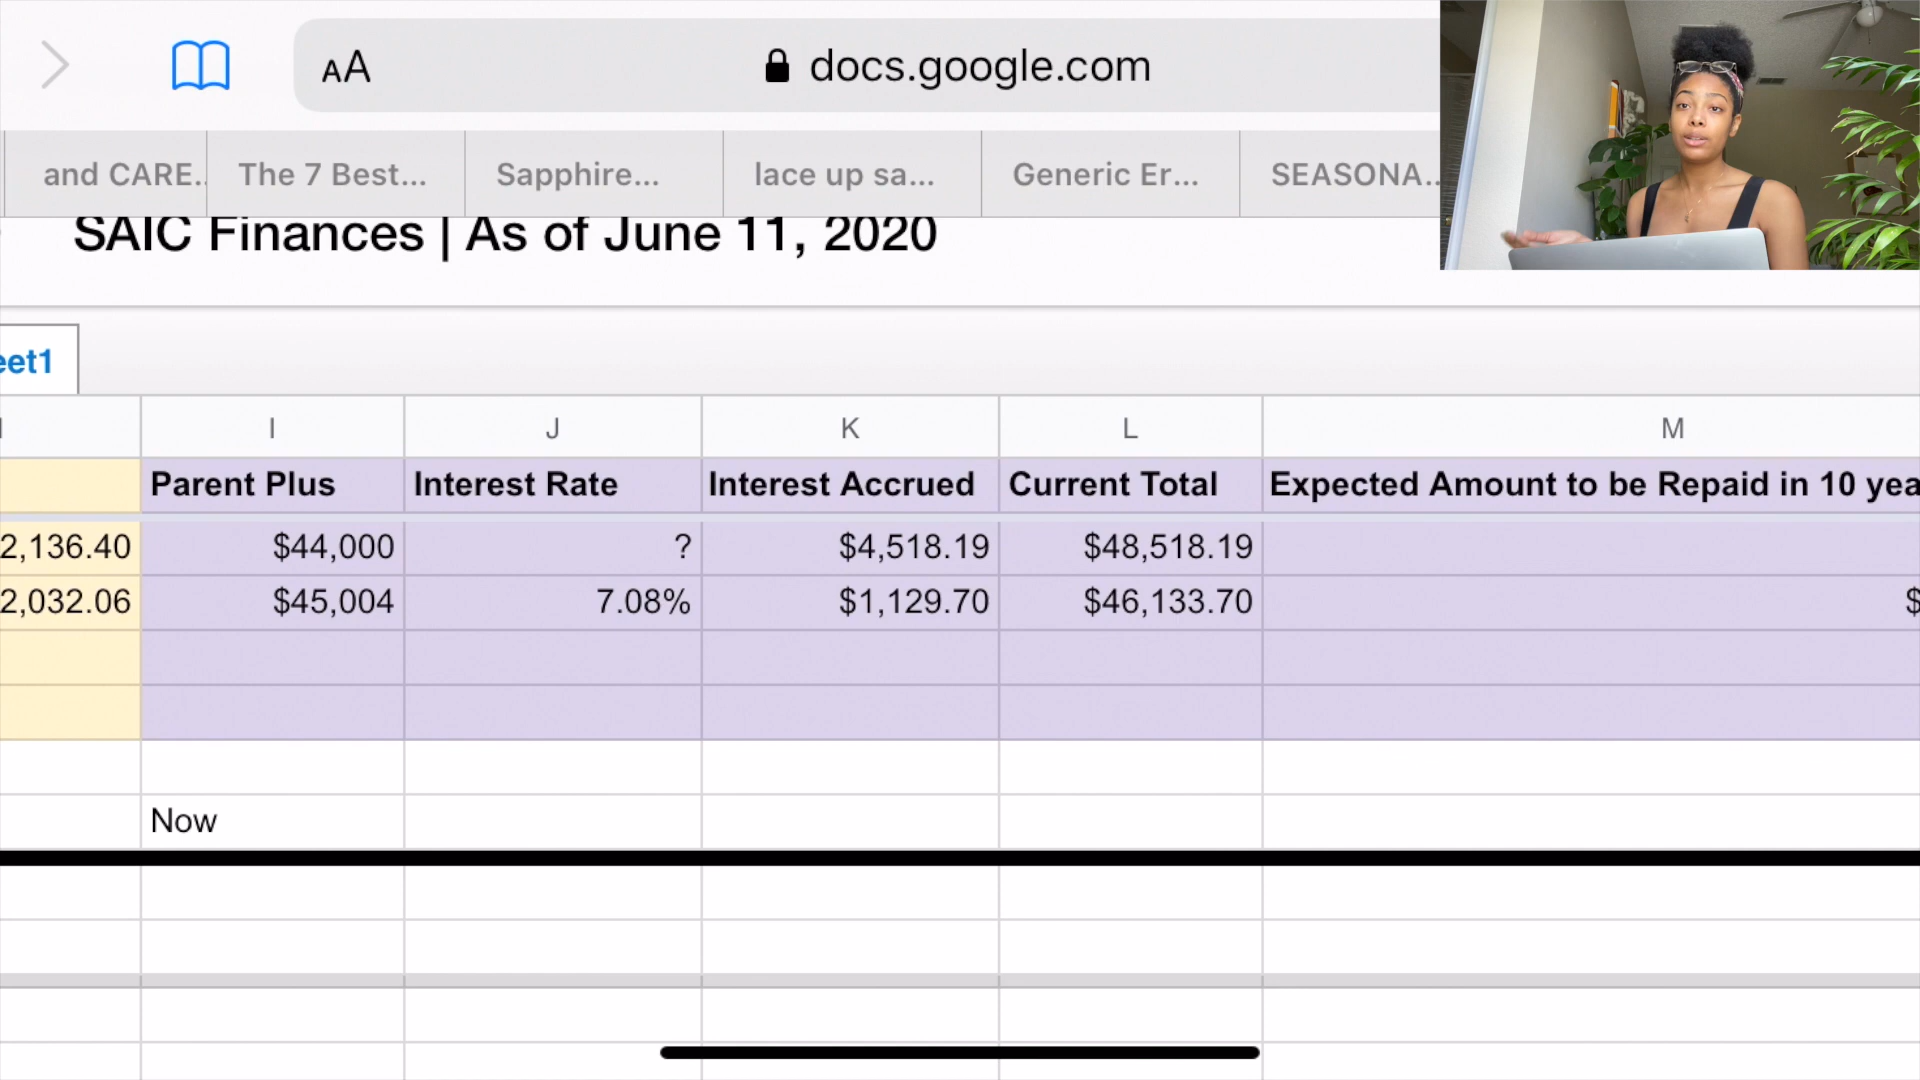 AA docs.google.com
and CARE.. The 7 Best... Sapphire... lace up sa... Generic Er... SEASONA...
SAIC Finances | As of June 11, 2020
eet1
I J K L M
Parent Plus Interest Rate Interest Accrued Current Total Expected Amount to be Repaid in 10 yea
2,136.40 $44,000 ? $4,518.19 $48,518.19
2,032.06 $45,004 7.08% $1,129.70 $46,133.70 $
Now